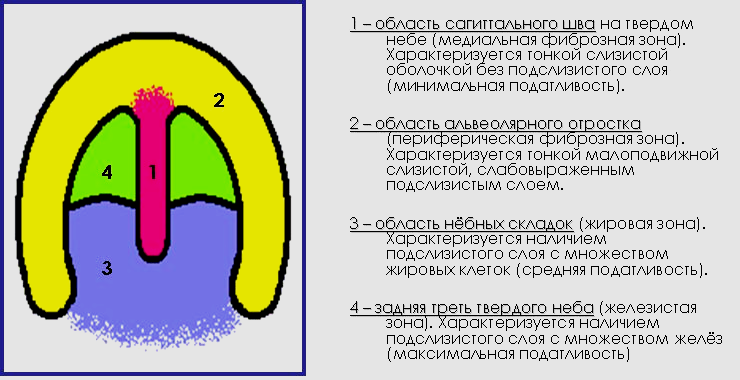 2
4
1
3
1 – область сагиттального шва на твердом
небе (медиальная фиброзная зона).
Характеризуется тонкой слизистой
оболочкой без подслизистого слоя
(минимальная податливость).
2 – область альвеолярного отростка
(периферическая фиброзная зона).
Характеризуется тонкой малоподвижной
слизистой, слабовыраженным
подслизистым слоем.
3 – область нёбных складок (жировая зона).
Характеризуется наличием
подслизистого слоя с множеством
жировых клеток (средняя податливость).
4 – задняя треть твердого неба (железистая
зона). Характеризуется наличием
подслизистого слоя с множеством желёз
(максимальная податливость)